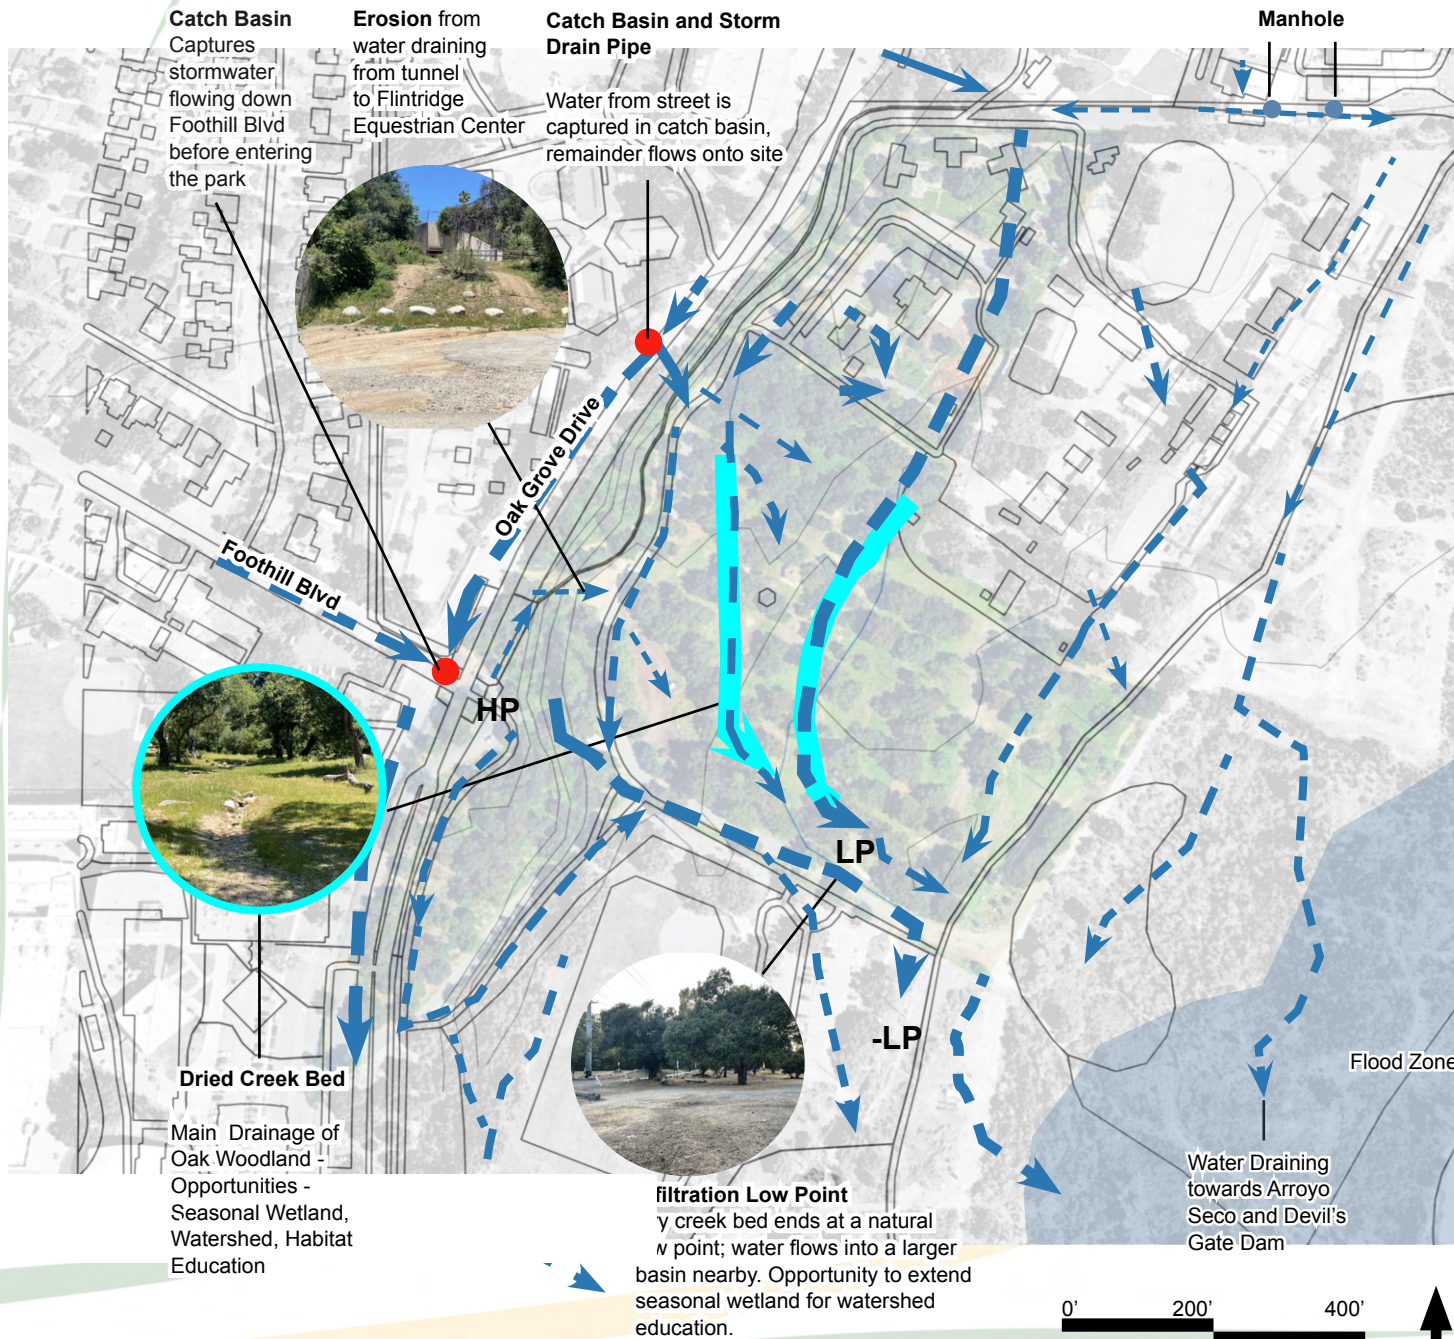 Catch Basin
Captures
stormwater
flowing down
Foothill Blvd
before entering
the park
Erosion from
water draining
from tunnel
to Flintridge
Equestrian Center
Catch Basin and Storm
Drain Pipe
Water from street is
captured in catch basin,
remainder flows onto site
Manhole
Oak Grove Drive
Foothill Blvd
HP
LP
-LP
Flood Zone
Dried Creek Bed
Main Drainage of
Oak Woodland -
Opportunities -
Seasonal Wetland,
Watershed, Habitat
Education
filtration Low Point
y creek bed ends at a natural
w point; water flows into a larger
basin nearby. Opportunity to extend
seasonal wetland for watershed
education.
Water Draining
towards Arroyo
Seco and Devil's
Gate Dam
0' 200' 400'